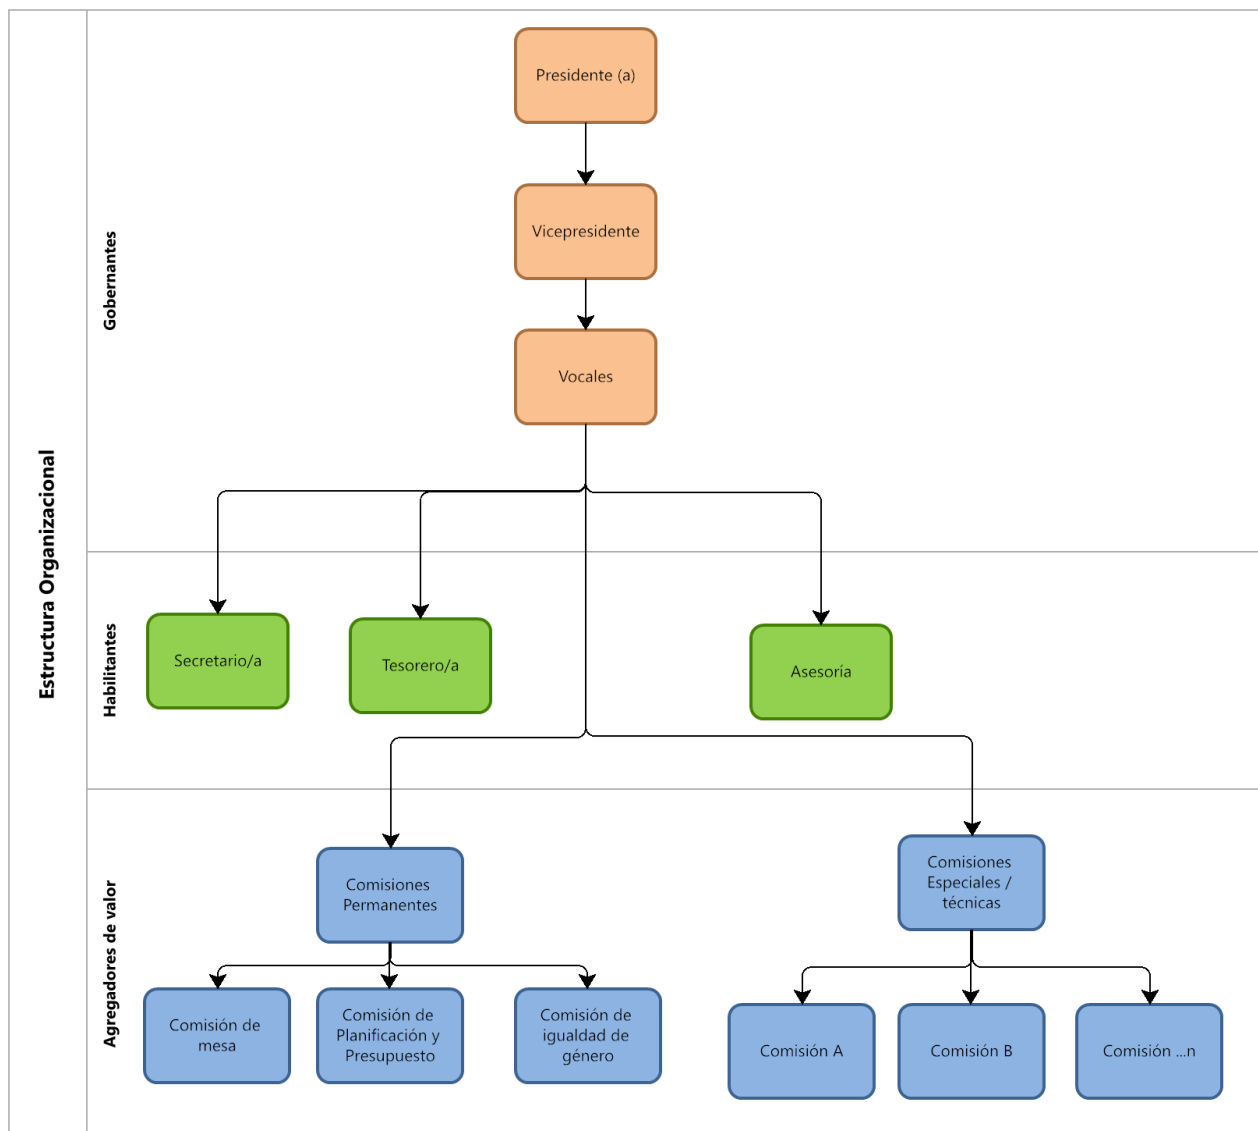 Estructura Organizacional
Gobernantes
Presidente (a)
Vicepresidente
Vocales
Habilitantes
Secretario/a
Tesorero/a
Asesoría
Agregadores de valor
Comisiones
Permanentes
Comisiones
Especiales /
técnicas
Comisión de
mesa
Comisión de
Planificación y
Presupuesto
Comisión de
igualdad de
género
Comisión A
Comisión B
Comisión ...n